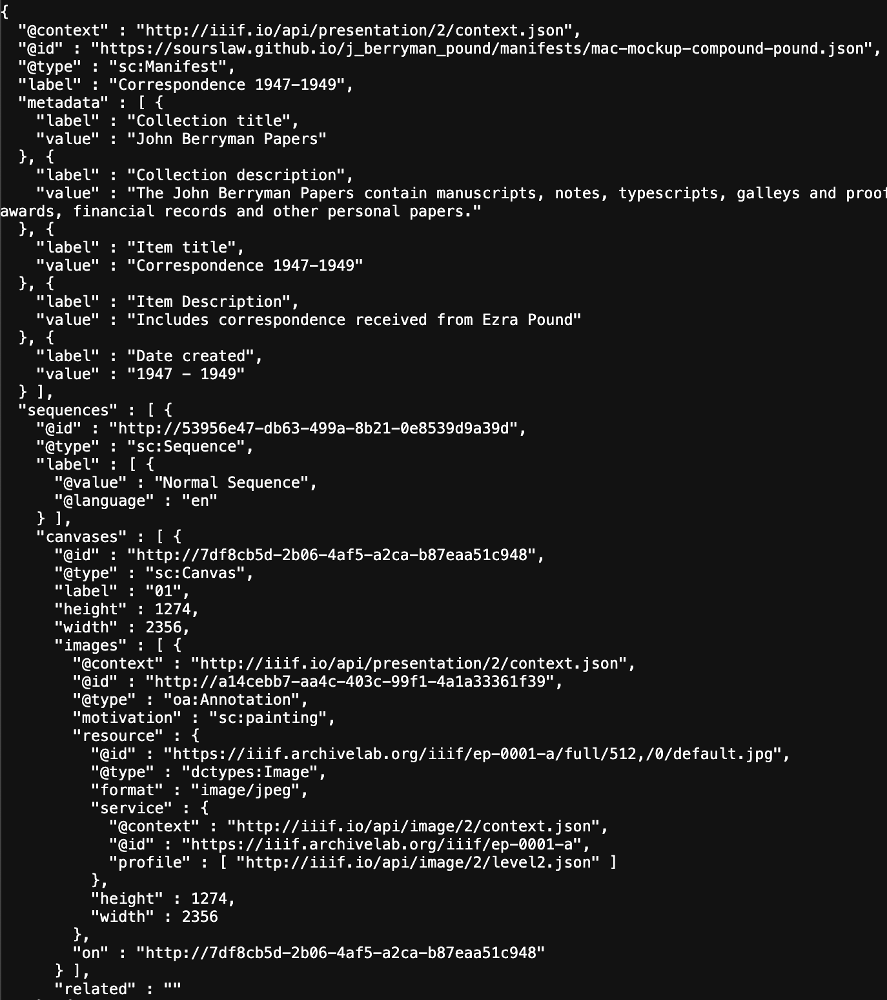 {
"@context" : "http://iiif.io/api/presentation/2/context.json",
"@id" : "https://sourslaw.github.io/j_berryman_pound/manifests/mac-mockup-compound-pound.json",
"@type" : "sc:Manifest",
"label" : "Correspondence 1947–1949",
"metadata" : [ {
"label" : "Collection title",
"value" : "John Berryman Papers"
}, {
"label" : "Collection description",
"value" : "The John Berryman Papers contain manuscripts, notes, typescripts, galleys and proof
awards, financial records and other personal papers."
}, {
"label" : "Item title",
"value" : "Correspondence 1947–1949"
}, {
"label" : "Item Description",
"value" : "Includes correspondence received from Ezra Pound"
}, {
"label" : "Date created",
"value" : "1947 – 1949"
} ],
"sequences" : [ {
"@id" : "http://53956e47-db63-499a-8b21-0e8539d9a39d",
"@type" : "sc:Sequence",
"label" : [ {
"@value" : "Normal Sequence",
"@language" : "en"
} ],
"canvases" : [ {
"@id" : "http://7df8cb5d-2b06-4af5-a2ca-b87eaa51c948",
"@type" : "sc:Canvas",
"label" : "01",
"height" : 1274,
"width" : 2356,
"images" : [ {
"@context" : "http://iiif.io/api/presentation/2/context.json",
"@id" : "http://a14cebb7-aa4c-403c-99f1-4a1a33361f39",
"@type" : "oa:Annotation",
"motivation" : "sc:painting",
"resource" : {
"@id" : "https://iiif.archivelab.org/iiif/ep-0001-a/full/512,/0/default.jpg",
"@type" : "dctypes:Image",
"format" : "image/jpeg",
"service" : {
"@context" : "http://iiif.io/api/image/2/context.json",
"@id" : "https://iiif.archivelab.org/iiif/ep-0001-a",
"profile" : [ "http://iiif.io/api/image/2/level2.json" ]
},
"height" : 1274,
"width" : 2356
},
"on" : "http://7df8cb5d-2b06-4af5-a2ca-b87eaa51c948"
} ],
"related" : ""